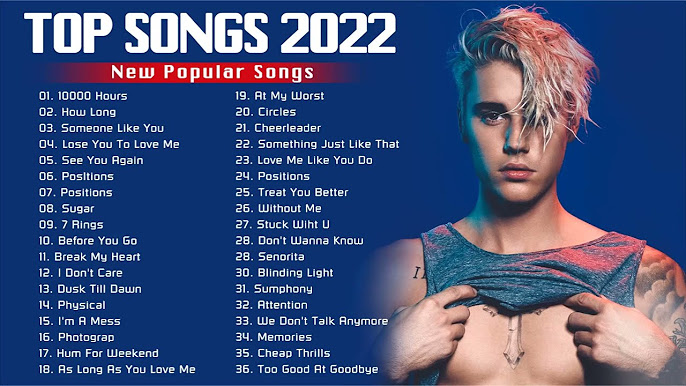 TOP SONGS 2022
New Popular Songs
01. 10000 Hours
02. How Long
03. Someone Like You
04. Lose You To Love Me
05. See You Again
06. Positions
07. Positions
08. Sugar
09. 7 Rings
10. Before You Go
11. Break My Heart
12. I Don't Care
13. Dusk Till Dawn
14. Physical
15. I'm A Mess
16. Photograp
17. Hum For Weekend
18. As Long As You Love Me
19. At My Worst
20. Circles
21. Cheerleader
22. Something Just Like That
23. Love Me Like You Do
24. Positions
25. Treat You Better
26. Without Me
27. Stuck Wiht U
28. Don't Wanna Know
28. Senorita
30. Blinding Light
31. Sumphony
32. Attention
33. We Don't Talk Anymore
34. Memories
35. Cheap Thrills
36. Too Good At Goodbye